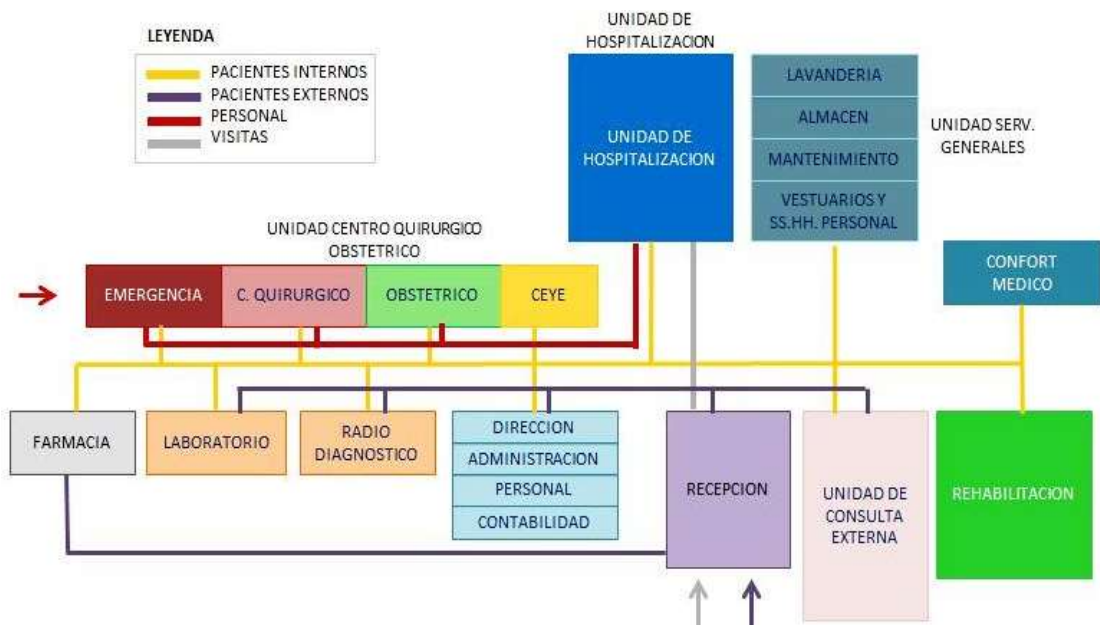 LEYENDA
PACIENTES INTERNOS
PACIENTES EXTERNOS
PERSONAL
VISITAS
UNIDAD DE
HOSPITALIZACION
UNIDAD DE
HOSPITALIZACION
LAVANDERIA
ALMACEN
MANTENIMIENTO
VESTUARIOS Y
SS.HH. PERSONAL
UNIDAD SERV.
GENERALES
UNIDAD CENTRO QUIRURGICO
OBSTETRICO
EMERGENCIA
C. QUIRURGICO
OBSTETRICO
CEYE
CONFORT
MEDICO
FARMACIA
LABORATORIO
RADIO
DIAGNOSTICO
DIRECCION
ADMINISTRACION
PERSONAL
CONTABILIDAD
RECEPCION
UNIDAD DE
CONSULTA
EXTERNA
REHABILITACION